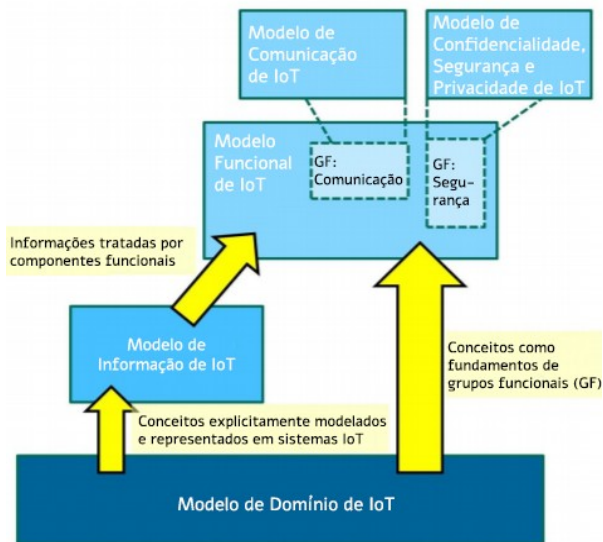 Modelo de
Comunicação
de IoT
Modelo de
Confidencialidade,
Segurança e
Privacidade de IoT
Modelo
Funcional
de IoT
GF:
Comunicação
GF:
Segu-
rança
Informações tratadas por
componentes funcionais
Modelo de
Informação de IoT
Conceitos como
fundamentos de
grupos funcionais (GF)
Conceitos explicitamente modelados
e representados em sistemas IoT
Modelo de Domínio de IoT